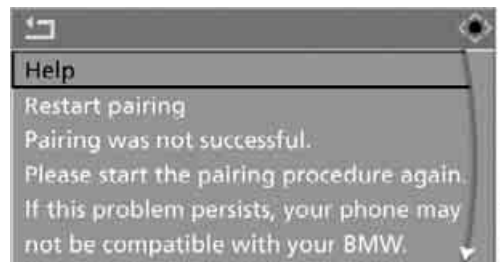 Help
Restart pairing
Pairing was not successful.
Please start the pairing procedure again.
If this problem persists, your phone may
not be compatible with your BMW.